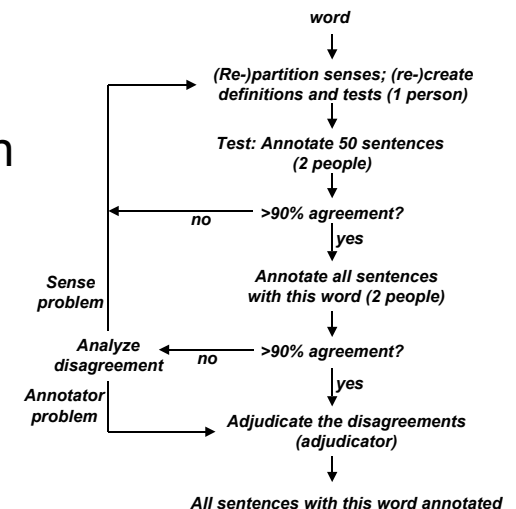 word
(Re-)partition senses; (re-)create
definitions and tests (1 person)
n
Test: Annotate 50 sentences
(2 people)
no
>90% agreement?
yes
Annotate all sentences
with this word (2 people)
Sense
problem
Analyze
disagreement
no
>90% agreement?
yes
Annotator
problem
Adjudicate the disagreements
(adjudicator)
All sentences with this word annotated